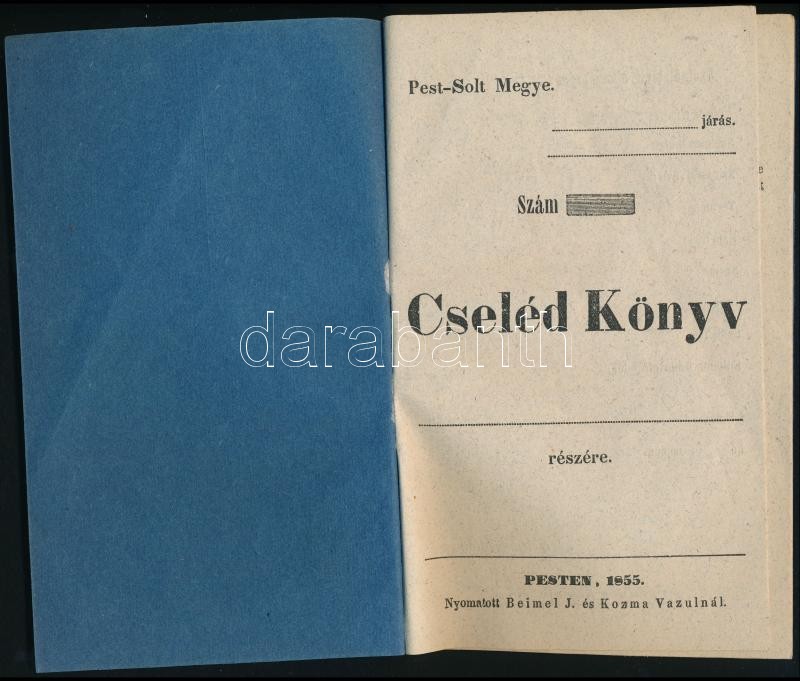 Pest-Solt Megye.
járás.
Szám
Cseléd Könyv
darabanth
részére.
PESTEN, 1855.
Nyomatott Beimel J. és Kozma Vazulnál.
e
t